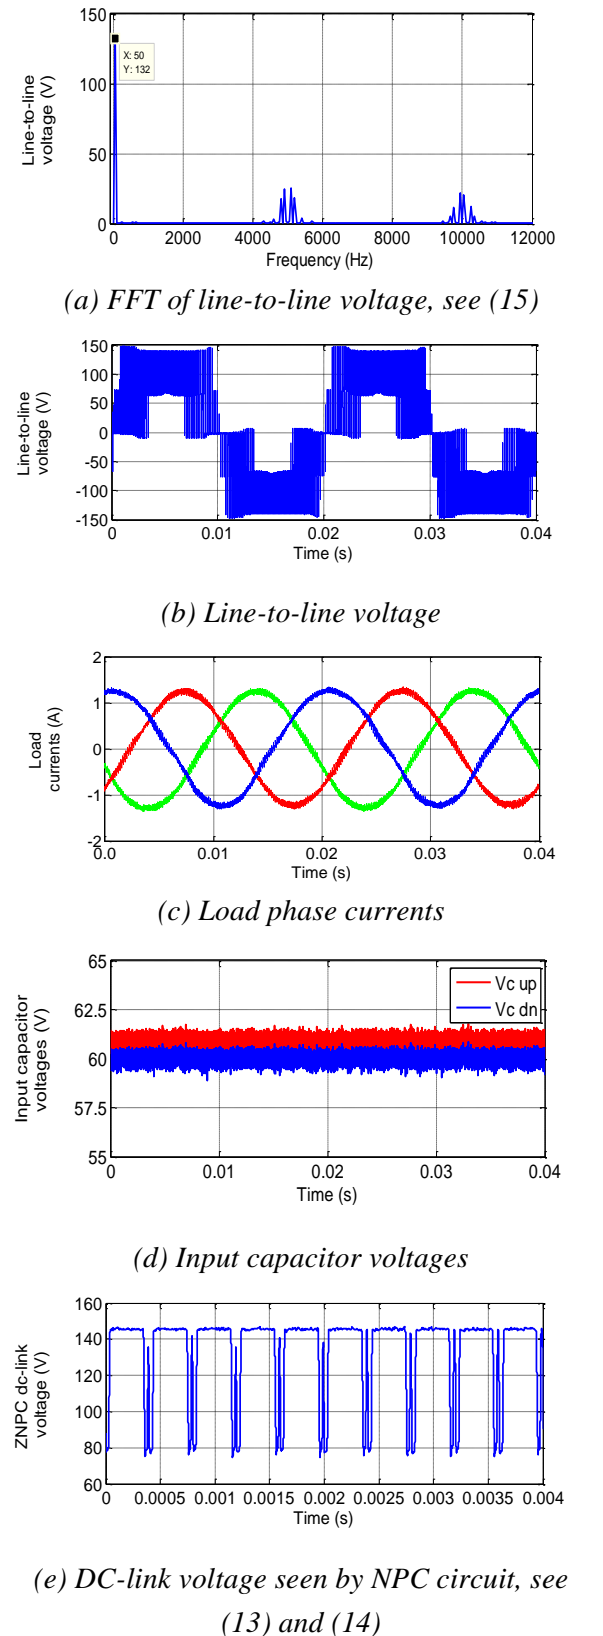 150
100
50
0
Line-to-line
voltage (V)
X: 50
Y: 132
0 2000 4000 6000 8000 10000 12000
Frequency (Hz)
(a) FFT of line-to-line voltage, see (15)
150
100
50
0
-50
-100
-150
Line-to-line
voltage (V)
0 0.01 0.02 0.03 0.04
Time (s)
(b) Line-to-line voltage
2
1
0
-1
-2
Load
currents (A)
0.0 0.01 0.02 0.03 0.04
Time (s)
(c) Load phase currents
65
62.5
60
57.5
55
Input capacitor
voltages (V)
Vc up
Vc dn
0 0.01 0.02 0.03 0.04
Time (s)
(d) Input capacitor voltages
160
140
120
100
80
60
ZNPC dc-link
voltage (V)
0 0.0005 0.001 0.0015 0.002 0.0025 0.003 0.0035 0.004
Time (s)
(e) DC-link voltage seen by NPC circuit, see
(13) and (14)